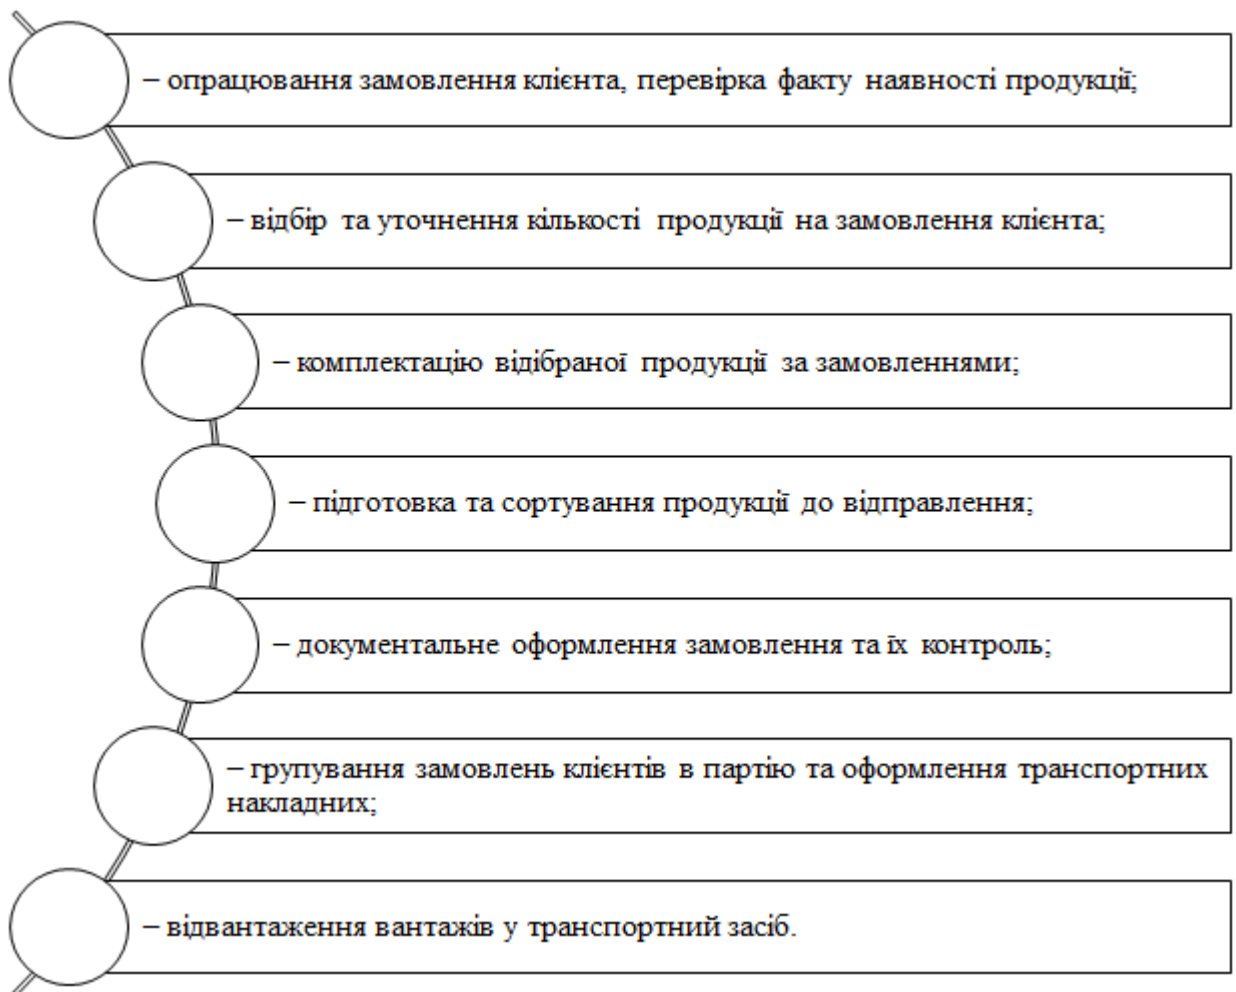 – опрацювання замовлення клієнта, перевірка факту наявності продукції;
– відбір та уточнення кількості продукції на замовлення клієнта;
– комплектацію відібраної продукції за замовленнями;
– підготовка та сортування продукції до відправлення;
– документальне оформлення замовлення та їх контроль;
– групування замовлень клієнтів в партію та оформлення транспортних
накладних;
– відвантаження вантажів у транспортний засіб.